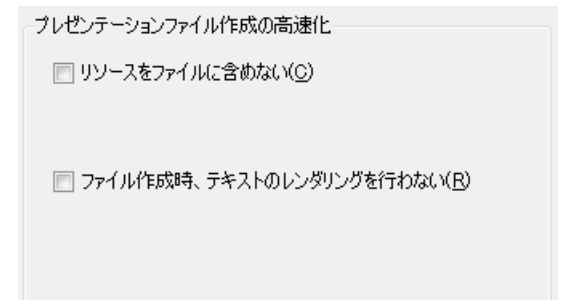 プレゼンテーションファイル作成の高速化
リソースをファイルに含めない(C)
ファイル作成時、テキストのレンダリングを行わない(R)